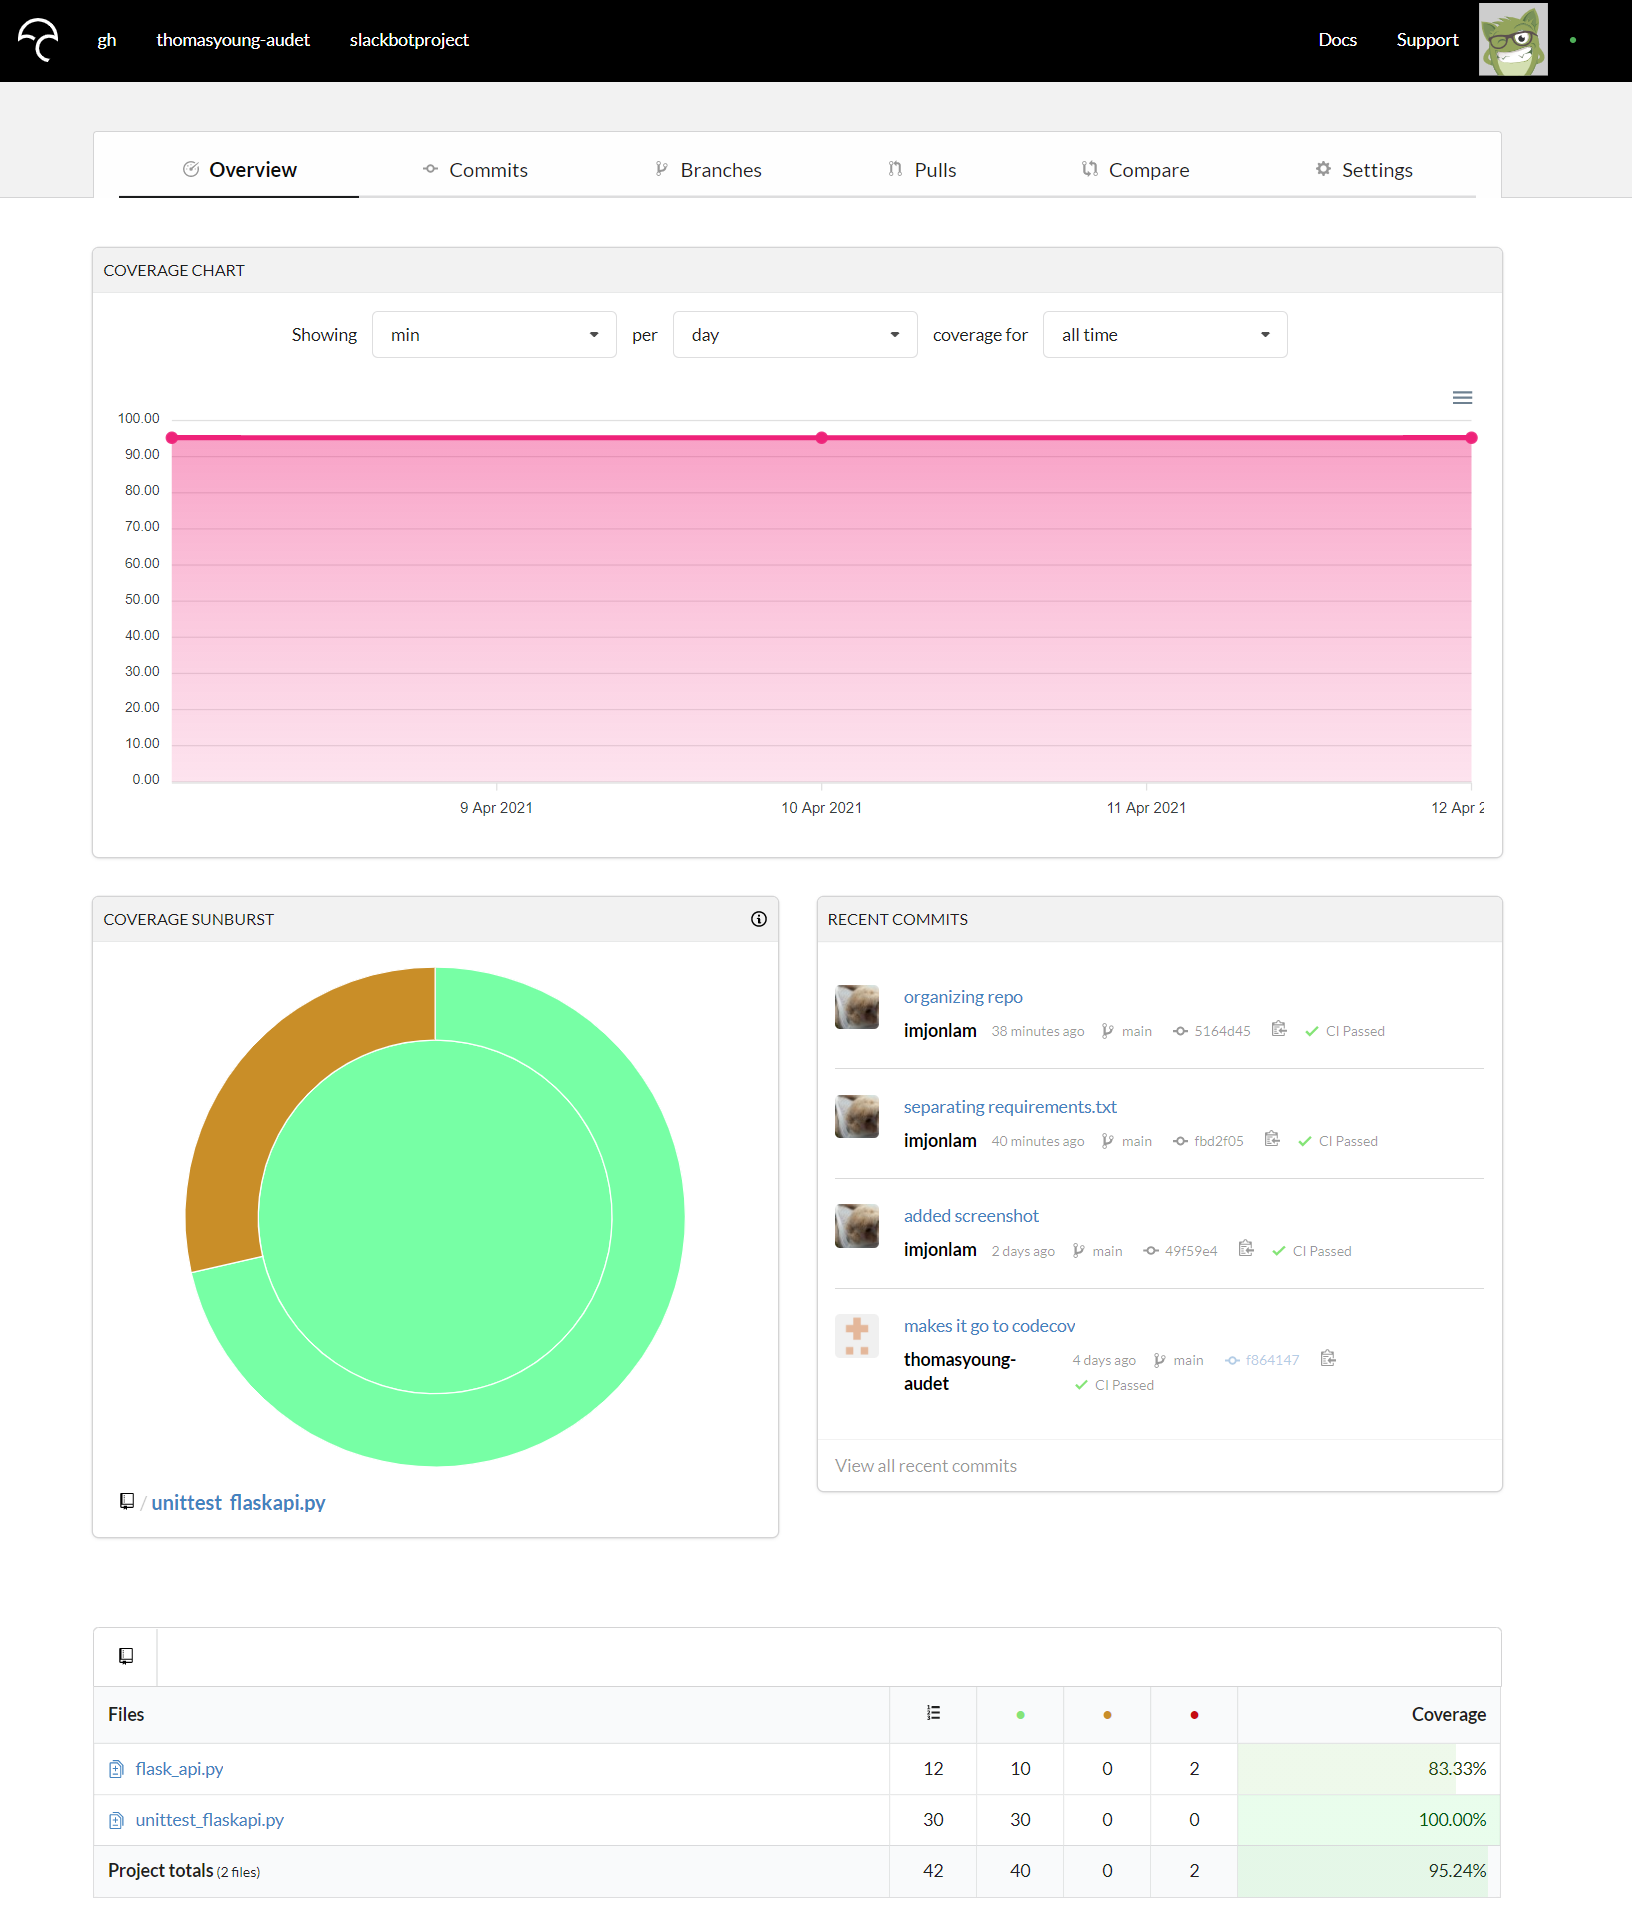 gh thomasyoung-audet slackbotproject Docs Support
Overview Commits Branches Pulls Compare Settings
COVERAGE CHART
Showing min per day coverage for all time
100.00
90.00
80.00
70.00
60.00
50.00
40.00
30.00
20.00
10.00
0.00
9 Apr 2021 10 Apr 2021 11 Apr 2021 12 Apr
COVERAGE SUNBURST
/ unittest_flaskapi.py
RECENT COMMITS
organizing repo
imjonlam 38 minutes ago main 5164d45 CI Passed
separating requirements.txt
imjonlam 40 minutes ago main fbd2f05 CI Passed
added screenshot
imjonlam 2 days ago main 49f59e4 CI Passed
makes it go to codecov
thomasyoung-audet 4 days ago main f864147
CI Passed
View all recent commits
Files Coverage
flask_api.py 12 10 0 2 83.33%
unittest_flaskapi.py 30 30 0 0 100.00%
Project totals (2 files) 42 40 0 2 95.24%